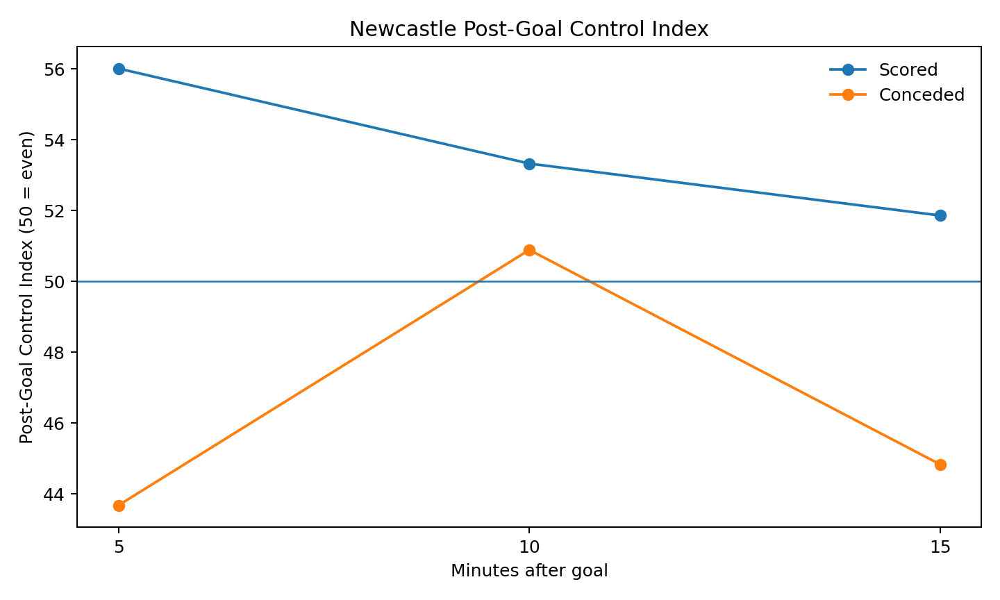 Newcastle Post-Goal Control Index
Scored
Conceded
Post-Goal Control Index (50 = even)
56
54
52
50
48
46
44
5
10
15
Minutes after goal